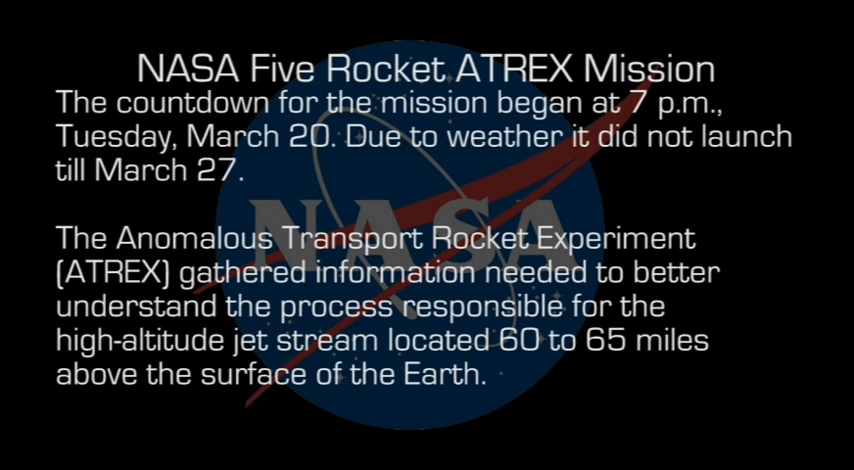 NASA Five Rocket ATREX Mission
The countdown for the mission began at 7 p.m.,
Tuesday, March 20. Due to weather it did not launch
till March 27.
The Anomalous Transport Rocket Experiment
(ATREX) gathered information needed to better
understand the process responsible for the
high-altitude jet stream located 60 to 65 miles
above the surface of the Earth.
NASA